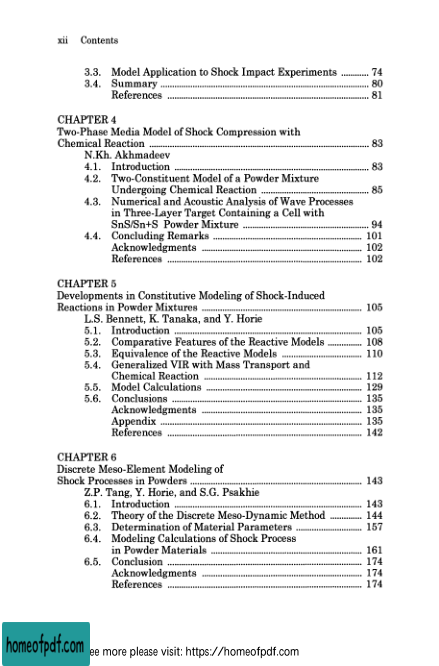 xii Contents
3.3. Model Application to Shock Impact Experiments ............ 74
3.4. Summary ............ 80
References ............ 81
CHAPTER 4
Two-Phase Media Model of Shock Compression with
Chemical Reaction ............ 83
N.Kh. Akhmadeev
4.1. Introduction ............ 83
4.2. Two-Constituent Model of a Powder Mixture
Undergoing Chemical Reaction ............ 85
4.3. Numerical and Acoustic Analysis of Wave Processes
in Three-Layer Target Containing a Cell with
SnS/Sn+S Powder Mixture ............ 94
4.4. Concluding Remarks ............ 101
Acknowledgments ............ 102
References ............ 102
CHAPTER 5
Developments in Constitutive Modeling of Shock-Induced
Reactions in Powder Mixtures ............ 105
L.S. Bennett, K. Tanaka, and Y. Horie
5.1. Introduction ............ 105
5.2. Comparative Features of the Reactive Models ............ 108
5.3. Equivalence of the Reactive Models ............ 110
5.4. Generalized VIR with Mass Transport and
Chemical Reaction ............ 112
5.5. Model Calculations ............ 129
5.6. Conclusions ............ 135
Acknowledgments ............ 135
Appendix ............ 135
References ............ 142
CHAPTER 6
Discrete Meso-Element Modeling of
Shock Processes in Powders ............ 143
Z.P. Tang, Y. Horie, and S.G. Psakhie
6.1. Introduction ............ 143
6.2. Theory of the Discrete Meso-Dynamic Method ............ 144
6.3. Determination of Material Parameters ............ 157
6.4. Modeling Calculations of Shock Process
in Powder Materials ............ 161
6.5. Conclusion ............ 174
Acknowledgments ............ 174
References ............ 174
homeofpdf.com
ee more please visit: https://homeofpdf.com